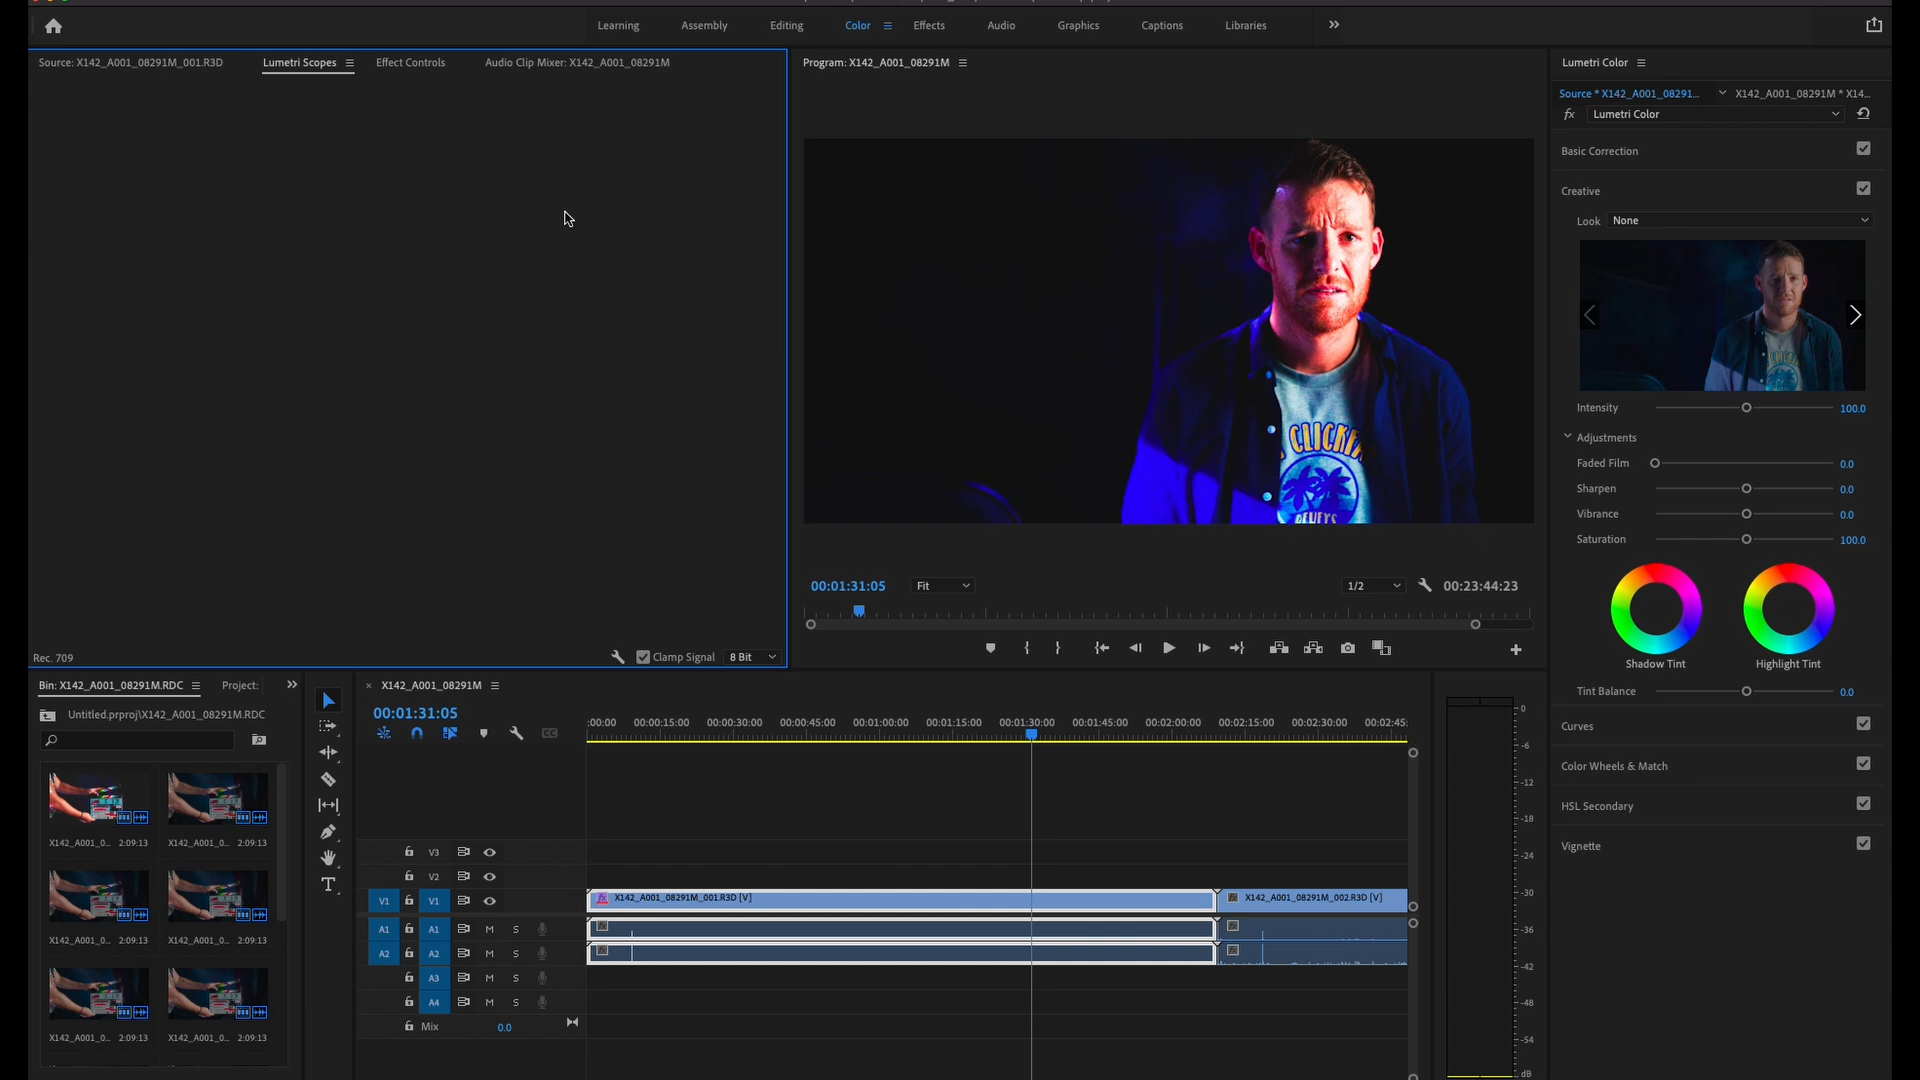 Learning
Assembly
Editing
Color
Effects
Audio
Graphics
Captions
Libraries
Source: X142_A001_08291M_001.R3D
Lumetri Scopes
Effect Controls
Audio Clip Mixer: X142_A001_08291M
Program: X142_A001_08291M
Lumetri Color
Source * X142_A001_08291...
X142_A001_08291M * X14...
fx
Lumetri Color
Basic Correction
Creative
Look
None
CLICKE
Intensity
100.0
Adjustments
Faded Film
0.0
Sharpen
0.0
Vibrance
0.0
Saturation
100.0
Shadow Tint
Highlight Tint
Tint Balance
0.0
Curves
Color Wheels & Match
HSL Secondary
Vignette
00:01:31:05
Fit
1/2
00:23:44:23
Rec. 709
Clamp Signal
8 Bit
Bin: X142_A001_08291M.RDC
Project:
Untitled.prproj\X142_A001_08291M.RDC
X142_A001_0... 2:09:13
X142_A001_0... 2:09:13
X142_A001_0... 2:09:13
X142_A001_0... 2:09:13
X142_A001_0... 2:09:13
X142_A001_0... 2:09:13
X142_A001_08291M
00:01:31:05
:00:00
00:00:15:00
00:00:30:00
00:00:45:00
00:01:00:00
00:01:15:00
00:01:30:00
00:01:45:00
00:02:00:00
00:02:15:00
00:02:30:00
00:02:45:
V3
V2
V1 V1
X142_A001_08291M_001.R3D [V]
X142_A001_08291M_002.R3D [V]
A1 A1 M S
A2 A2 M S
A3 M S
A4 M S
Mix 0.0
0
-6
-12
-18
-24
-30
-36
-42
-48
-54
dB